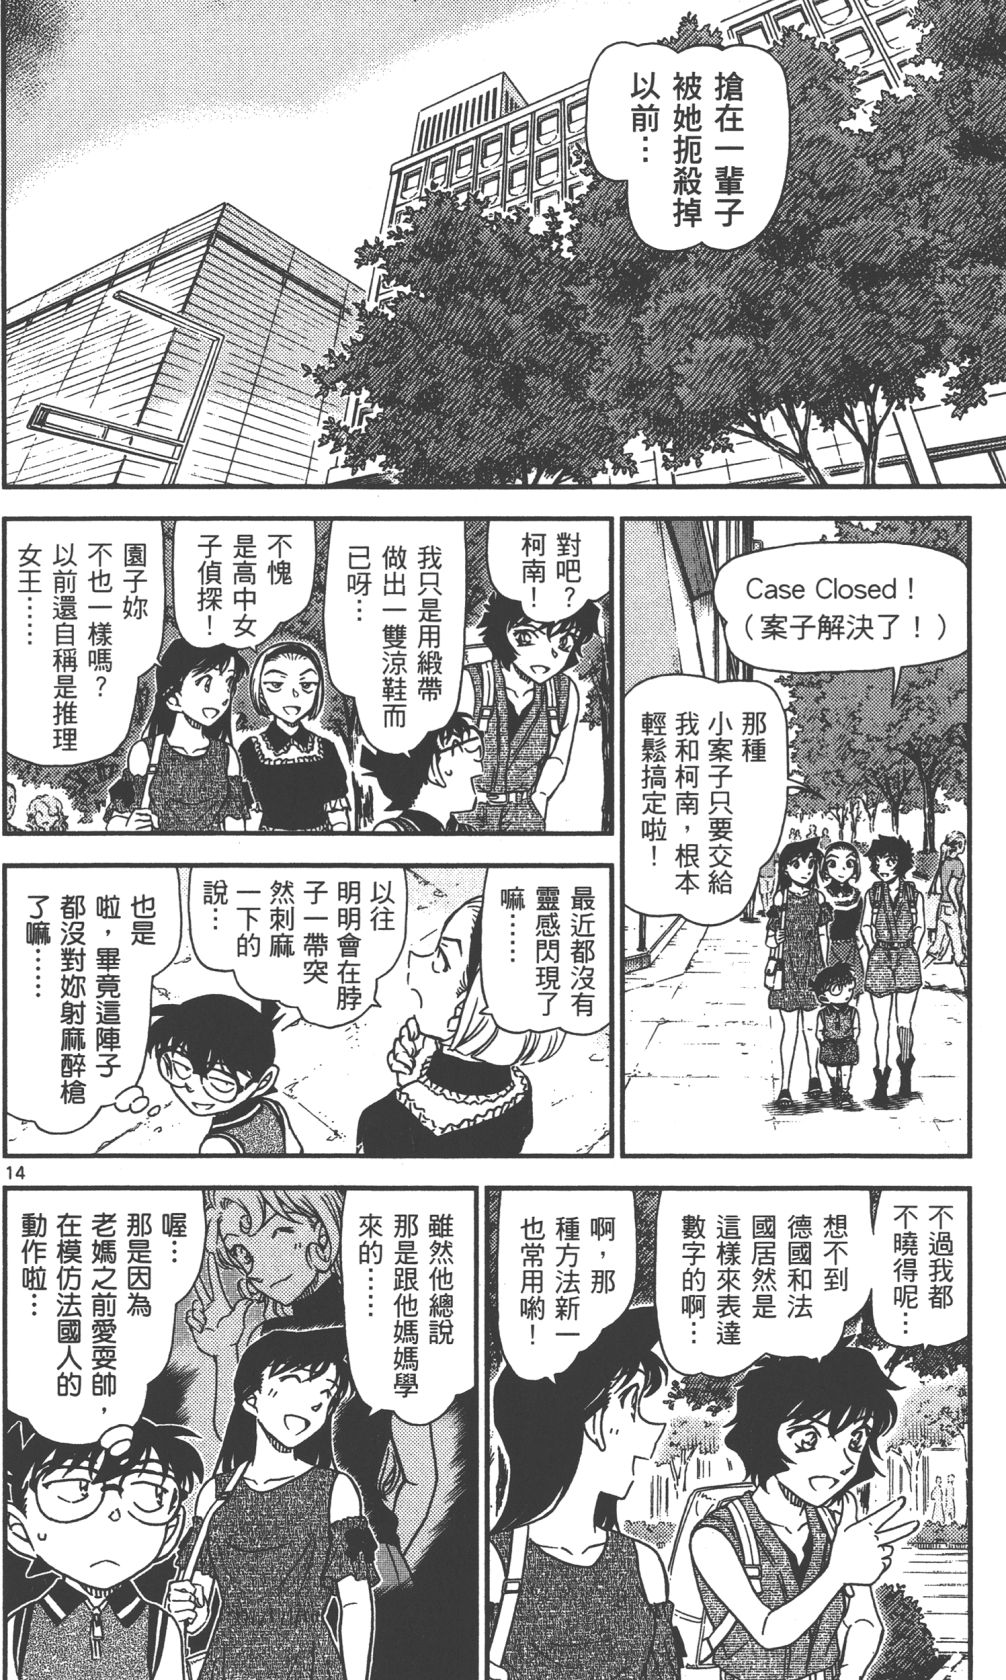 搶在一輩子
被她扼殺掉
以前…
Case Closed！
（案子解決了！）
那種
小案子只要交給
我和柯南，根本
輕鬆搞定啦！
對吧？
柯南！
我只是用緞帶
做出一雙涼鞋而
已呀…
不愧
是高中女
子偵探！
園子妳
不也一樣嗎？
以前還自稱是推理
女王……
最近都沒有
靈感閃現了
嘛……
以往
明明會在脖
子一帶突
然刺麻
一下的
說…
也是
啦，畢竟這陣子
都沒對妳射麻醉槍
了嘛……
14
不過我都
不曉得呢…
想不到
德國和法
國居然是
這樣來表達
數字的啊…
啊，那
種方法新一
也常用喲！
雖然他總說
那是跟他媽媽學
來的……
喔…
那是因為
老媽之前愛耍帥，
在模仿法國人的
動作啦…